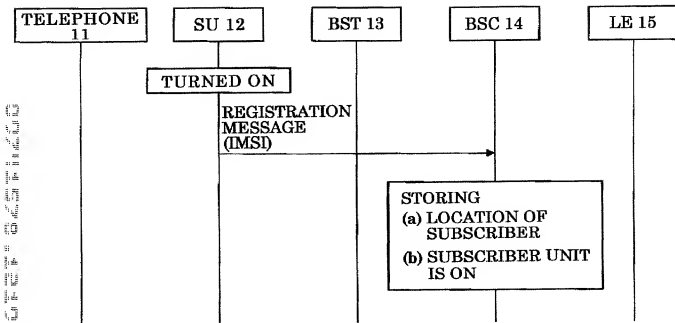 TELEPHONE
11
SU 12
BST 13
BSC 14
LE 15
TURNED ON
REGISTRATION
MESSAGE
(IMSI)
STORING
(a) LOCATION OF
SUBSCRIBER
(b) SUBSCRIBER UNIT
IS ON